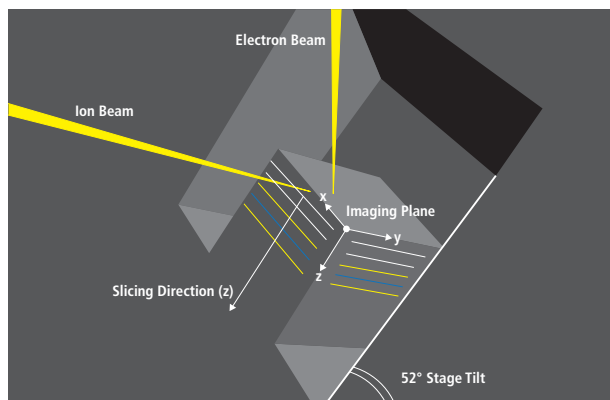 Electron Beam
Ion Beam
x
Imaging Plane
y
z
Slicing Direction (z)
52° Stage Tilt